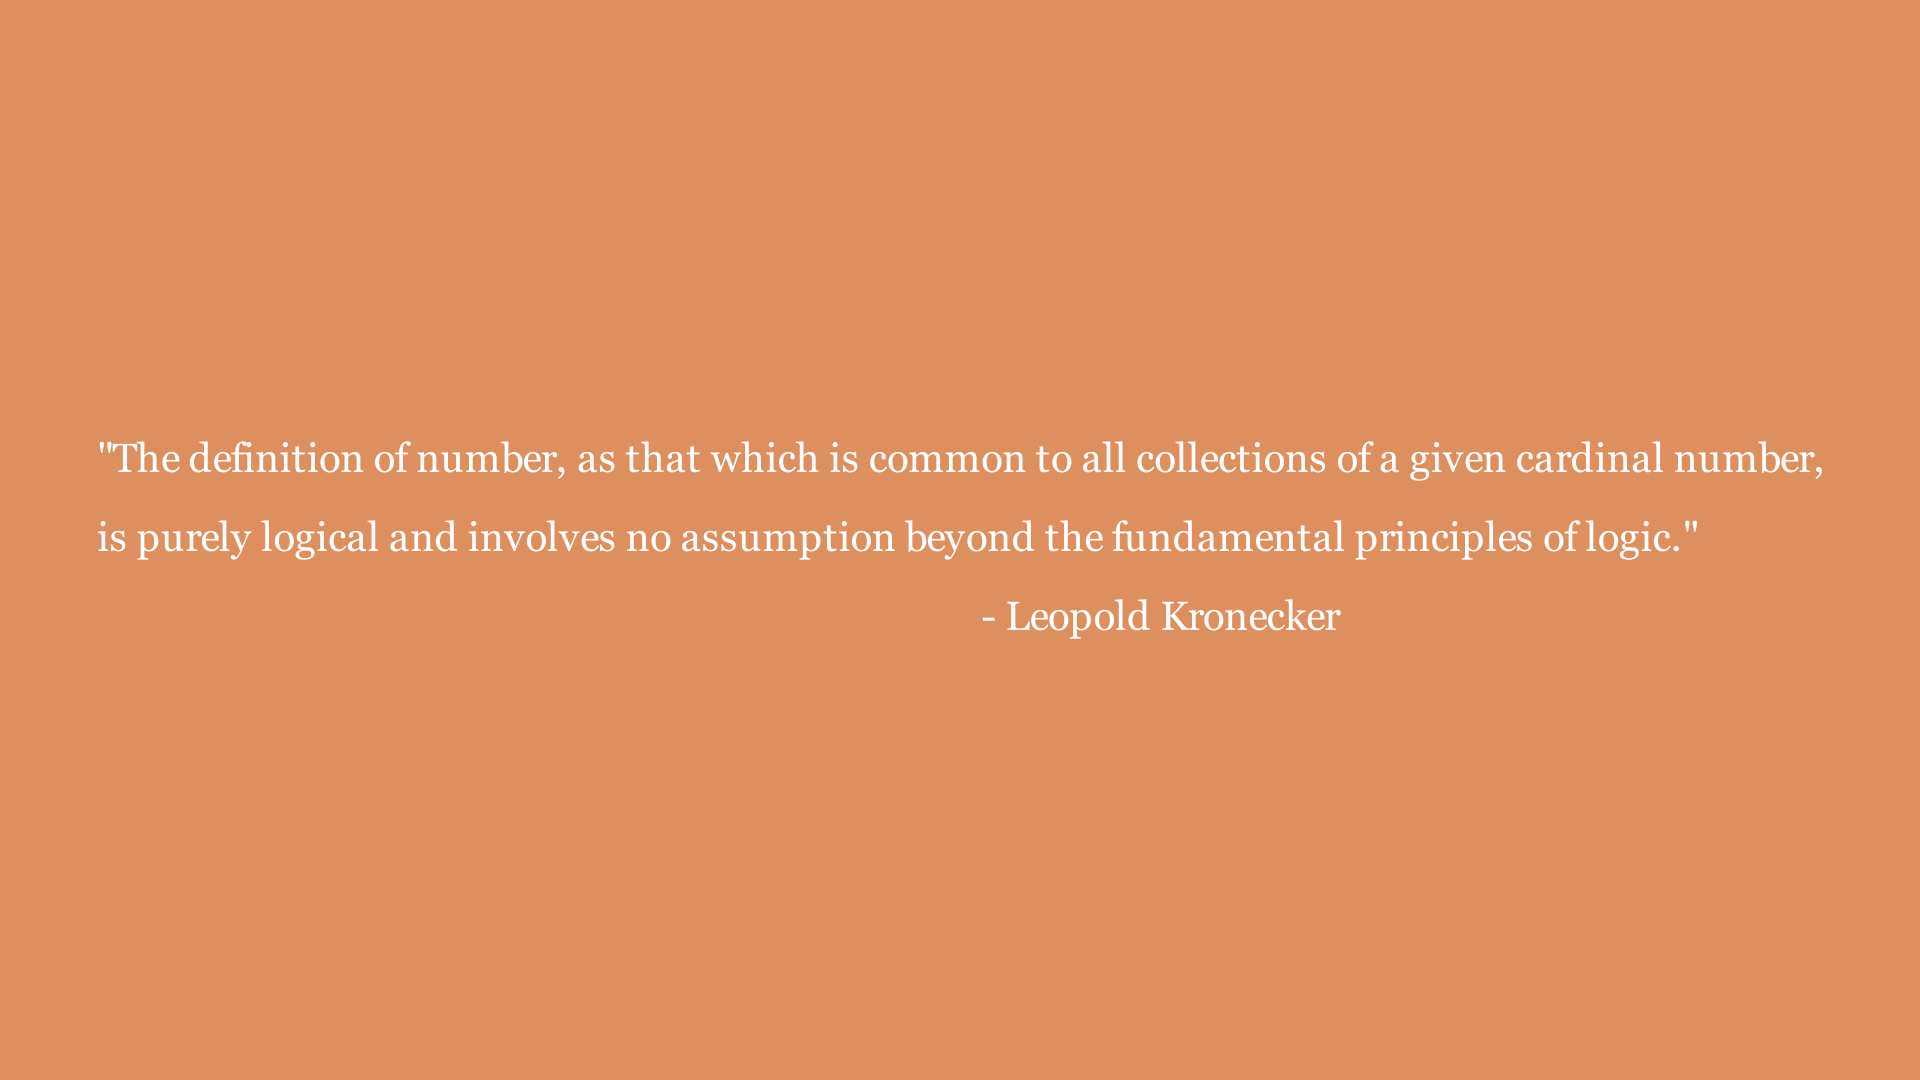 "The definition of number, as that which is common to all collections of a given cardinal number,
is purely logical and involves no assumption beyond the fundamental principles of logic."
- Leopold Kronecker